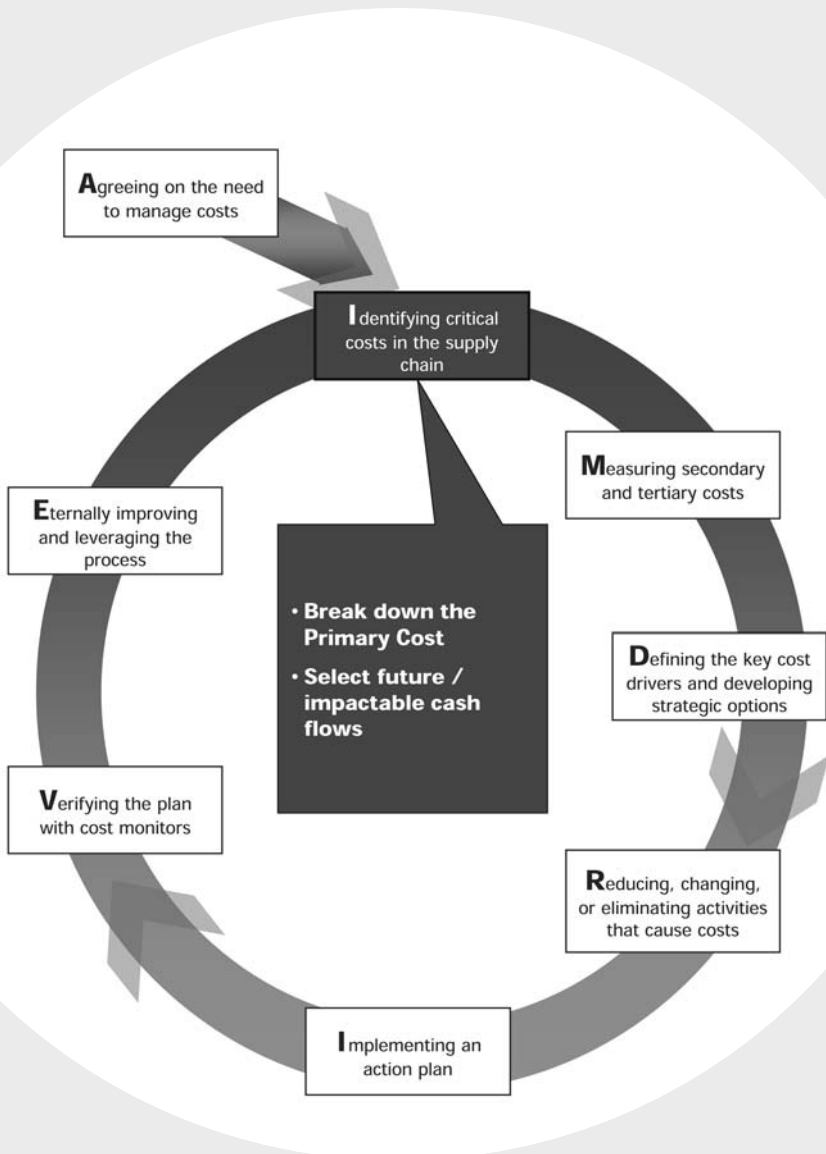 Agreeing on the need
to manage costs
Identifying critical
costs in the supply
chain
Measuring secondary
and tertiary costs
Eternally improving
and leveraging the
process
• Break down the
Primary Cost
• Select future /
impactable cash
flows
Defining the key cost
drivers and developing
strategic options
Verifying the plan
with cost monitors
Reducing, changing,
or eliminating activities
that cause costs
Implementing an
action plan